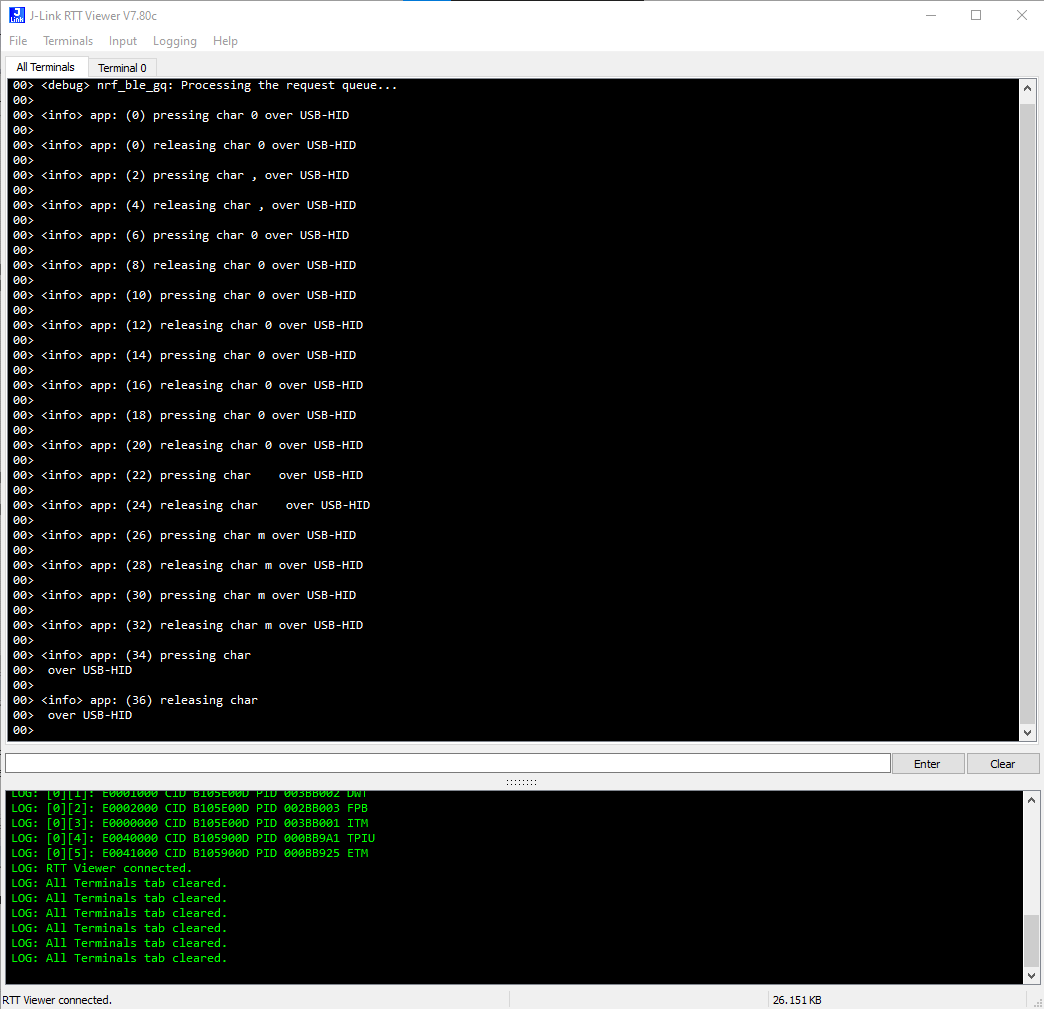 J-Link RTT Viewer V7.80c
File Terminals Input Logging Help
All Terminals Terminal 0
00> <debug> nrf_ble_gq: Processing the request queue...
00>
00> <info> app: (0) pressing char 0 over USB-HID
00>
00> <info> app: (0) releasing char 0 over USB-HID
00>
00> <info> app: (2) pressing char , over USB-HID
00>
00> <info> app: (4) releasing char , over USB-HID
00>
00> <info> app: (6) pressing char 0 over USB-HID
00>
00> <info> app: (8) releasing char 0 over USB-HID
00>
00> <info> app: (10) pressing char 0 over USB-HID
00>
00> <info> app: (12) releasing char 0 over USB-HID
00>
00> <info> app: (14) pressing char 0 over USB-HID
00>
00> <info> app: (16) releasing char 0 over USB-HID
00>
00> <info> app: (18) pressing char 0 over USB-HID
00>
00> <info> app: (20) releasing char 0 over USB-HID
00>
00> <info> app: (22) pressing char    over USB-HID
00>
00> <info> app: (24) releasing char    over USB-HID
00>
00> <info> app: (26) pressing char m over USB-HID
00>
00> <info> app: (28) releasing char m over USB-HID
00>
00> <info> app: (30) pressing char m over USB-HID
00>
00> <info> app: (32) releasing char m over USB-HID
00>
00> <info> app: (34) pressing char
00>  over USB-HID
00>
00> <info> app: (36) releasing char
00>  over USB-HID
00>
Enter Clear
LOG: [0][1]: E0001000 CID B105E00D PID 003BB002 DWT
LOG: [0][2]: E0002000 CID B105E00D PID 002BB003 FPB
LOG: [0][3]: E0000000 CID B105E00D PID 003BB001 ITM
LOG: [0][4]: E0040000 CID B105900D PID 000BB9A1 TPIU
LOG: [0][5]: E0041000 CID B105900D PID 000BB925 ETM
LOG: RTT Viewer connected.
LOG: All Terminals tab cleared.
LOG: All Terminals tab cleared.
LOG: All Terminals tab cleared.
LOG: All Terminals tab cleared.
LOG: All Terminals tab cleared.
LOG: All Terminals tab cleared.
RTT Viewer connected. 26.151 KB